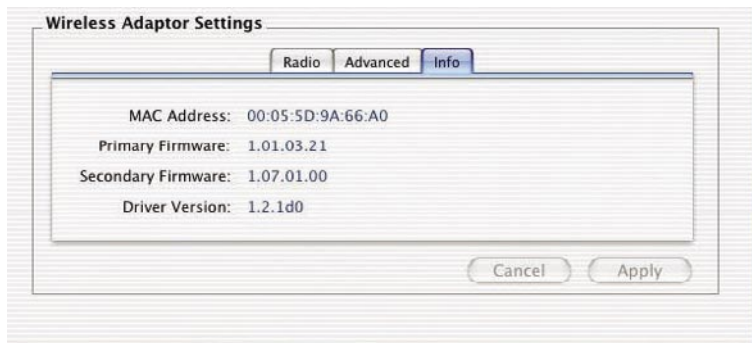 Wireless Adaptor Settings
Radio Advanced Info
MAC Address: 00:05:5D:9A:66:A0
Primary Firmware: 1.01.03.21
Secondary Firmware: 1.07.01.00
Driver Version: 1.2.1d0
Cancel Apply